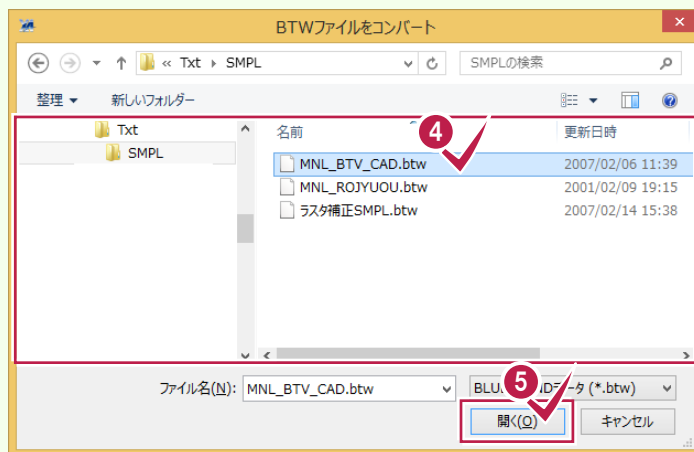 BTWファイルをコンバート
« Txt SMPL
SMPLの検索
整理 新しいフォルダー
Txt
SMPL
名前 更新日時
4
MNL_BTV_CAD.btw 2007/02/06 11:39
MNL_ROJYUOU.btw 2001/02/09 19:15
ラスタ補正SMPL.btw 2007/02/14 15:38
ファイル名(N): MNL_BTV_CAD.btw
(*.btw)
5
開く(O) キャンセル